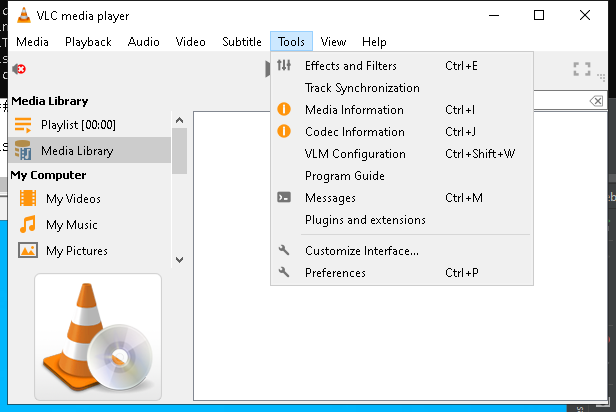 VLC media player
Media Playback Audio Video Subtitle Tools View Help
Effects and Filters Ctrl+E
Track Synchronization
Media Information Ctrl+I
Codec Information Ctrl+J
VLM Configuration Ctrl+Shift+W
Program Guide
Messages Ctrl+M
Plugins and extensions
Customize Interface...
Preferences Ctrl+P
Media Library
Playlist [00:00]
Media Library
My Computer
My Videos
My Music
My Pictures